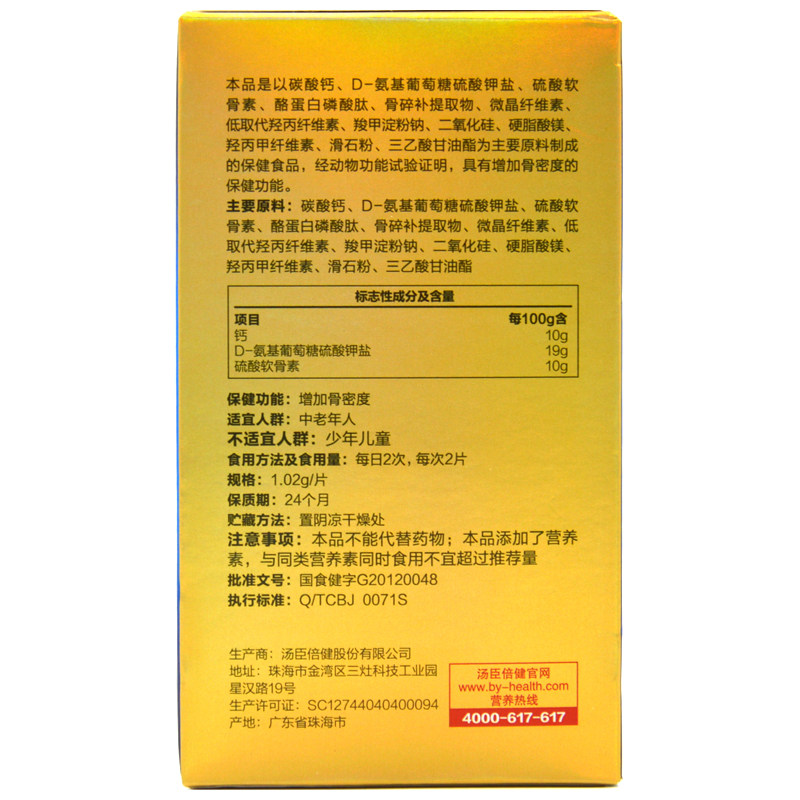 本品是以碳酸钙、D-氨基葡萄糖硫酸钾盐、硫酸软
骨素、酪蛋白磷酸肽、骨碎补提取物、微晶纤维素、
低取代羟丙纤维素、羧甲淀粉钠、二氧化硅、硬脂酸镁、
羟丙甲纤维素、滑石粉、三乙酸甘油酯为主要原料制成
的保健食品，经动物功能试验证明，具有增加骨密度的
保健功能。
主要原料：碳酸钙、D-氨基葡萄糖硫酸钾盐、硫酸软
骨素、酪蛋白磷酸肽、骨碎补提取物、微晶纤维素、低
取代羟丙纤维素、羧甲淀粉钠、二氧化硅、硬脂酸镁、
羟丙甲纤维素、滑石粉、三乙酸甘油酯
标志性成分及含量
项目 每100g含
钙 10g
D-氨基葡萄糖硫酸钾盐 19g
硫酸软骨素 10g
保健功能：增加骨密度
适宜人群：中老年人
不适宜人群：少年儿童
食用方法及食用量：每日2次，每次2片
规格：1.02g/片
保质期：24个月
贮藏方法：置阴凉干燥处
注意事项：本品不能代替药物；本品添加了营养
素，与同类营养素同时食用不宜超过推荐量
批准文号：国食健字G20120048
执行标准：Q/TCBJ 0071S
生产商：汤臣倍健股份有限公司
地址：珠海市金湾区三灶科技工业园
星汉路19号
生产许可证：SC12744040400094
产地：广东省珠海市
汤臣倍健官网
www.by-health.com
营养热线
4000-617-617